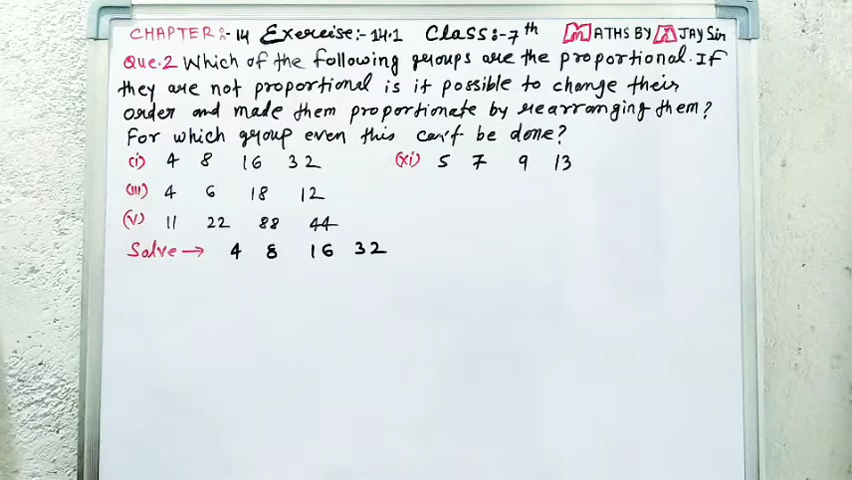 CHAPTER:- 14 Exercise:- 14.1 Class:- 7th MATHS BY AJAY Sir
Que.2 Which of the following groups are the proportional. If
they are not proportional is it possible to change their
order and made them proportionate by rearranging them?
For which group even this can't be done?
(i) 4 8 16 32 (xi) 5 7 9 13
(iii) 4 6 18 12
(v) 11 22 88 44
Solve → 4 8 16 32